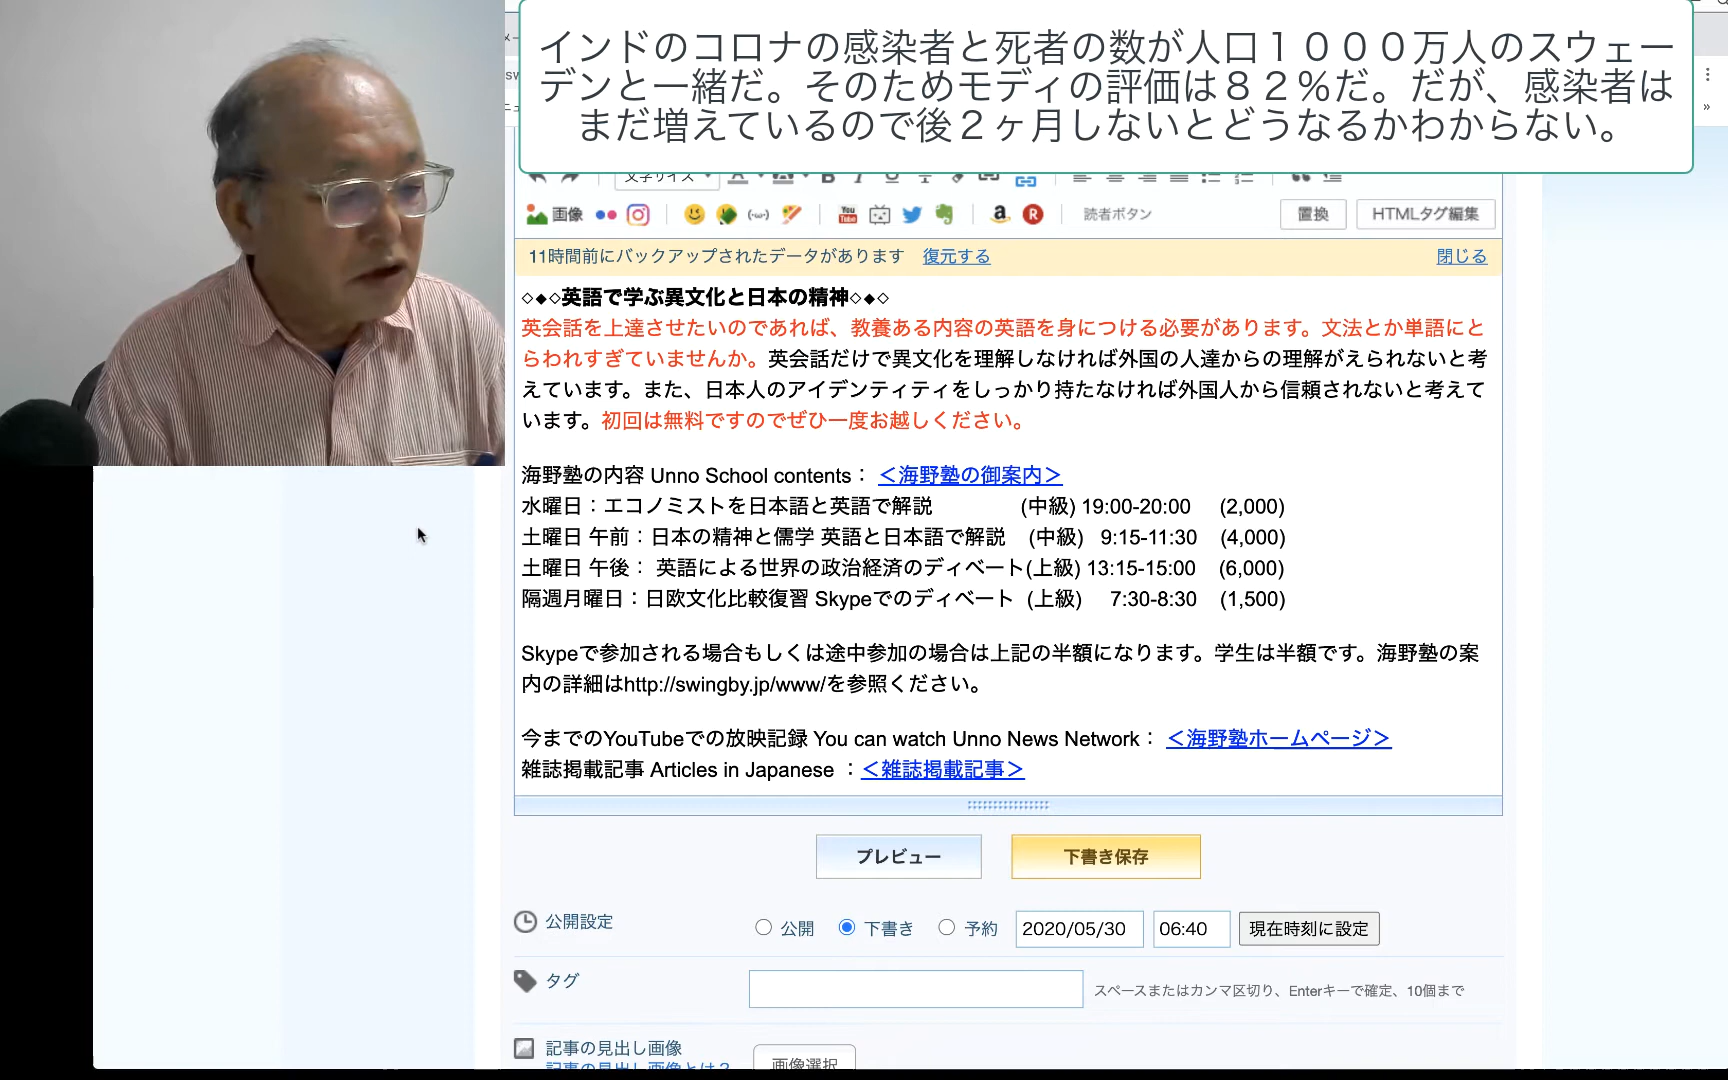 インドのコロナの感染者と死者の数が人口１０００万人のスウェー
デンと一緒だ。そのためモディの評価は８２％だ。だが、感染者は
まだ増えているので後２ヶ月しないとどうなるかわからない。
文字サイズ
画像
読者ボタン
置換
HTMLタグ編集
11時間前にバックアップされたデータがあります 復元する 閉じる
◇◆◇英語で学ぶ異文化と日本の精神◇◆◇
英会話を上達させたいのであれば、教養ある内容の英語を身につける必要があります。文法とか単語にと
らわれすぎていませんか。英会話だけで異文化を理解しなければ外国の人達からの理解がえられないと考
えています。また、日本人のアイデンティティをしっかり持たなければ外国人から信頼されないと考えて
います。初回は無料ですのでぜひ一度お越しください。
海野塾の内容 Unno School contents： ＜海野塾の御案内＞
水曜日：エコノミストを日本語と英語で解説 (中級) 19:00-20:00 (2,000)
土曜日 午前：日本の精神と儒学 英語と日本語で解説 (中級) 9:15-11:30 (4,000)
土曜日 午後： 英語による世界の政治経済のディベート(上級) 13:15-15:00 (6,000)
隔週月曜日：日欧文化比較復習 Skypeでのディベート (上級) 7:30-8:30 (1,500)
Skypeで参加される場合もしくは途中参加の場合は上記の半額になります。学生は半額です。海野塾の案
内の詳細はhttp://swingby.jp/www/を参照ください。
今までのYouTubeでの放映記録 You can watch Unno News Network： ＜海野塾ホームページ＞
雑誌掲載記事 Articles in Japanese ：＜雑誌掲載記事＞
プレビュー
下書き保存
公開設定 公開 下書き 予約 2020/05/30 06:40 現在時刻に設定
タグ スペースまたはカンマ区切り、Enterキーで確定、10個まで
記事の見出し画像
記事の見出し画像とは？
画像選択